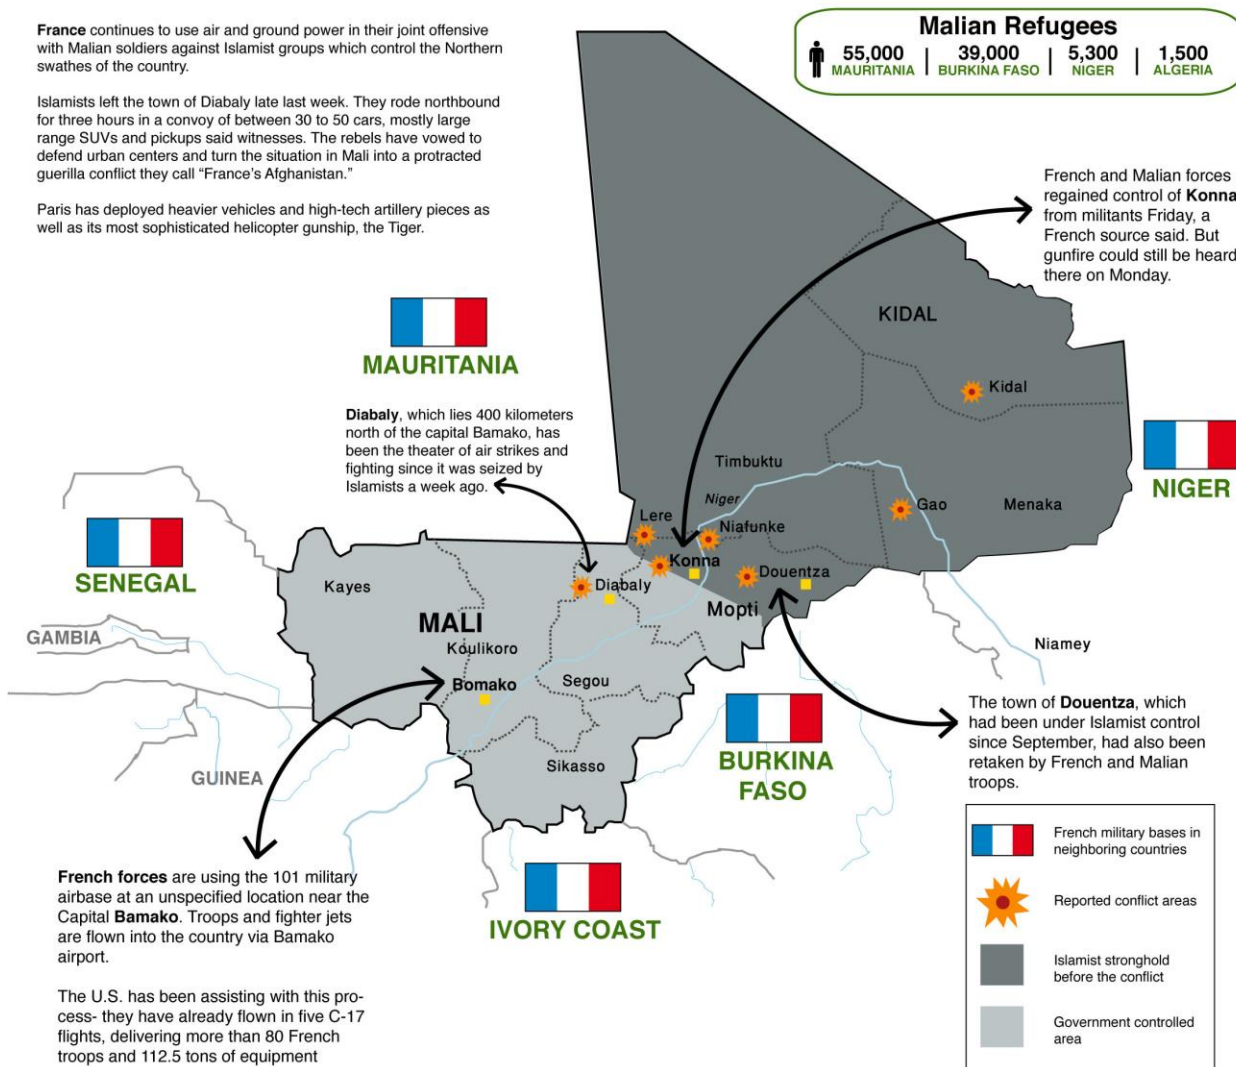 France continues to use air and ground power in their joint offensive
with Malian soldiers against Islamist groups which control the Northern
swathes of the country.
Islamists left the town of Diabaly late last week. They rode northbound
for three hours in a convoy of between 30 to 50 cars, mostly large
range SUVs and pickups said witnesses. The rebels have vowed to
defend urban centers and turn the situation in Mali into a protracted
guerilla conflict they call “France’s Afghanistan.”
Paris has deployed heavier vehicles and high-tech artillery pieces as
well as its most sophisticated helicopter gunship, the Tiger.
Malian Refugees
55,000 | 39,000 | 5,300 | 1,500
MAURITANIA BURKINA FASO NIGER ALGERIA
French and Malian forces
regained control of Konna
from militants Friday, a
French source said. But
gunfire could still be heard
there on Monday.
MAURITANIA
Diabaly, which lies 400 kilometers
north of the capital Bamako, has
been the theater of air strikes and
fighting since it was seized by
Islamists a week ago.
KIDAL
Kidal
Timbuktu
Niger
Gao
Menaka
NIGER
Lere
Niafunke
Konna
Douentza
Diabaly
Mopti
SENEGAL
Kayes
MALI
Koulikoro
Bomako
Segou
Sikasso
GAMBIA
GUINEA
Niamey
BURKINA
FASO
IVORY COAST
The town of Douentza, which
had been under Islamist control
since September, had also been
retaken by French and Malian
troops.
French forces are using the 101 military
airbase at an unspecified location near the
Capital Bamako. Troops and fighter jets
are flown into the country via Bamako
airport.
The U.S. has been assisting with this pro-
cess- they have already flown in five C-17
flights, delivering more than 80 French
troops and 112.5 tons of equipment
French military bases in
neighboring countries
Reported conflict areas
Islamist stronghold
before the conflict
Government controlled
area